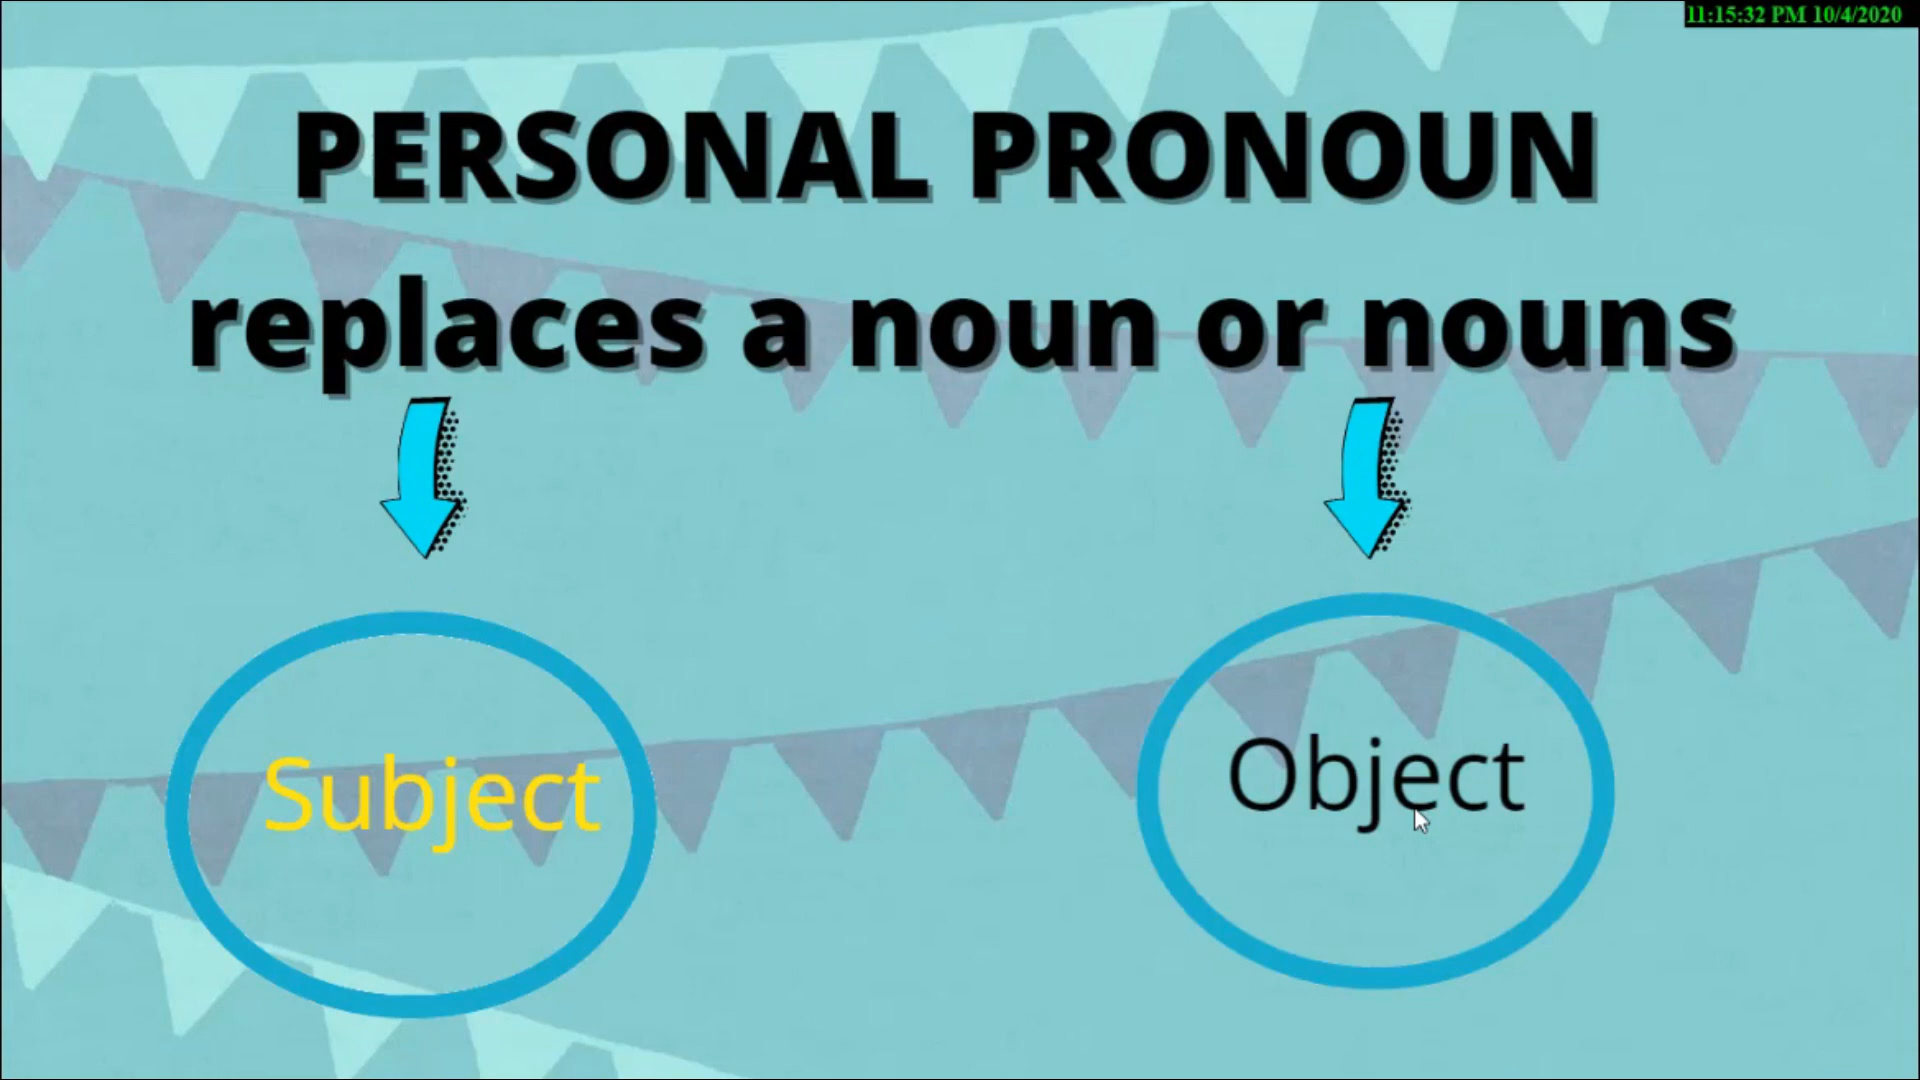 11:15:32 PM 10/4/2020
PERSONAL PRONOUN
replaces a noun or nouns
Subject
Object